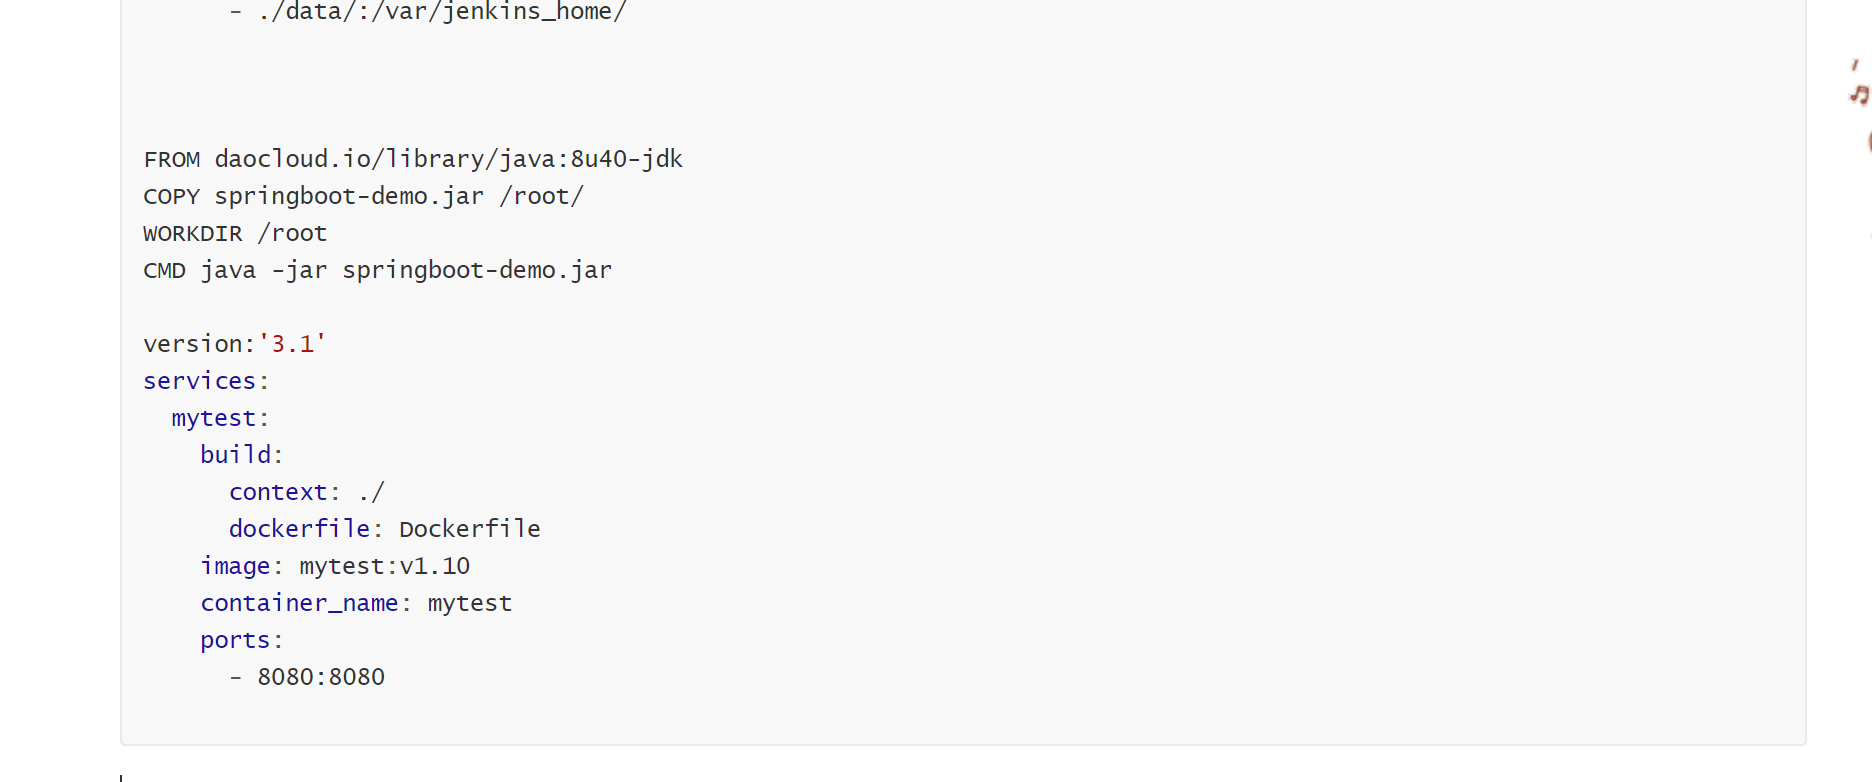 - ./data/:/var/jenkins_home/
FROM daocloud.io/library/java:8u40-jdk
COPY springboot-demo.jar /root/
WORKDIR /root
CMD java -jar springboot-demo.jar
version:'3.1'
services:
  mytest:
    build:
      context: ./
      dockerfile: Dockerfile
    image: mytest:v1.10
    container_name: mytest
    ports:
      - 8080:8080